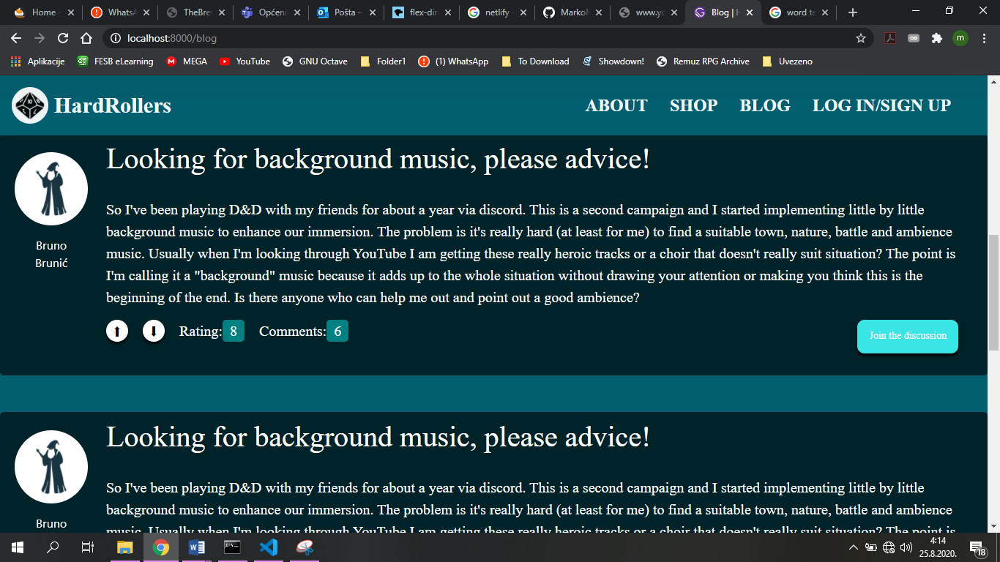 Home -
WhatsA
TheBrev
Općenit
Pošta –
flex-din
netlify -
MarkoM
www.yo
Blog | H
word te
localhost:8000/blog
m
Aplikacije
FESB eLearning
MEGA
YouTube
GNU Octave
Folder1
(1) WhatsApp
To Download
Showdown!
Remuz RPG Archive
Uvezeno
HardRollers
ABOUT
SHOP
BLOG
LOG IN/SIGN UP
Looking for background music, please advice!
Bruno
Brunić
So I've been playing D&D with my friends for about a year via discord. This is a second campaign and I started implementing little by little
background music to enhance our immersion. The problem is it's really hard (at least for me) to find a suitable town, nature, battle and ambience
music. Usually when I'm looking through YouTube I am getting these really heroic tracks or a choir that doesn't really suit situation? The point is
I'm calling it a "background" music because it adds up to the whole situation without drawing your attention or making you think this is the
beginning of the end. Is there anyone who can help me out and point out a good ambience?
Rating: 8
Comments: 6
Join the discussion
Looking for background music, please advice!
Bruno
So I've been playing D&D with my friends for about a year via discord. This is a second campaign and I started implementing little by little
background music to enhance our immersion. The problem is it's really hard (at least for me) to find a suitable town, nature, battle and ambience
music. Usually when I'm looking through YouTube I am getting these really heroic tracks or a choir that doesn't really suit situation? The point is
4:14
25.8.2020.
18